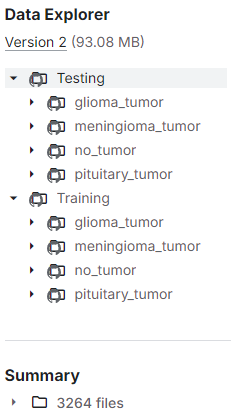 Data Explorer
Version 2 (93.08 MB)
Testing
glioma_tumor
meningioma_tumor
no_tumor
pituitary_tumor
Training
glioma_tumor
meningioma_tumor
no_tumor
pituitary_tumor
Summary
3264 files